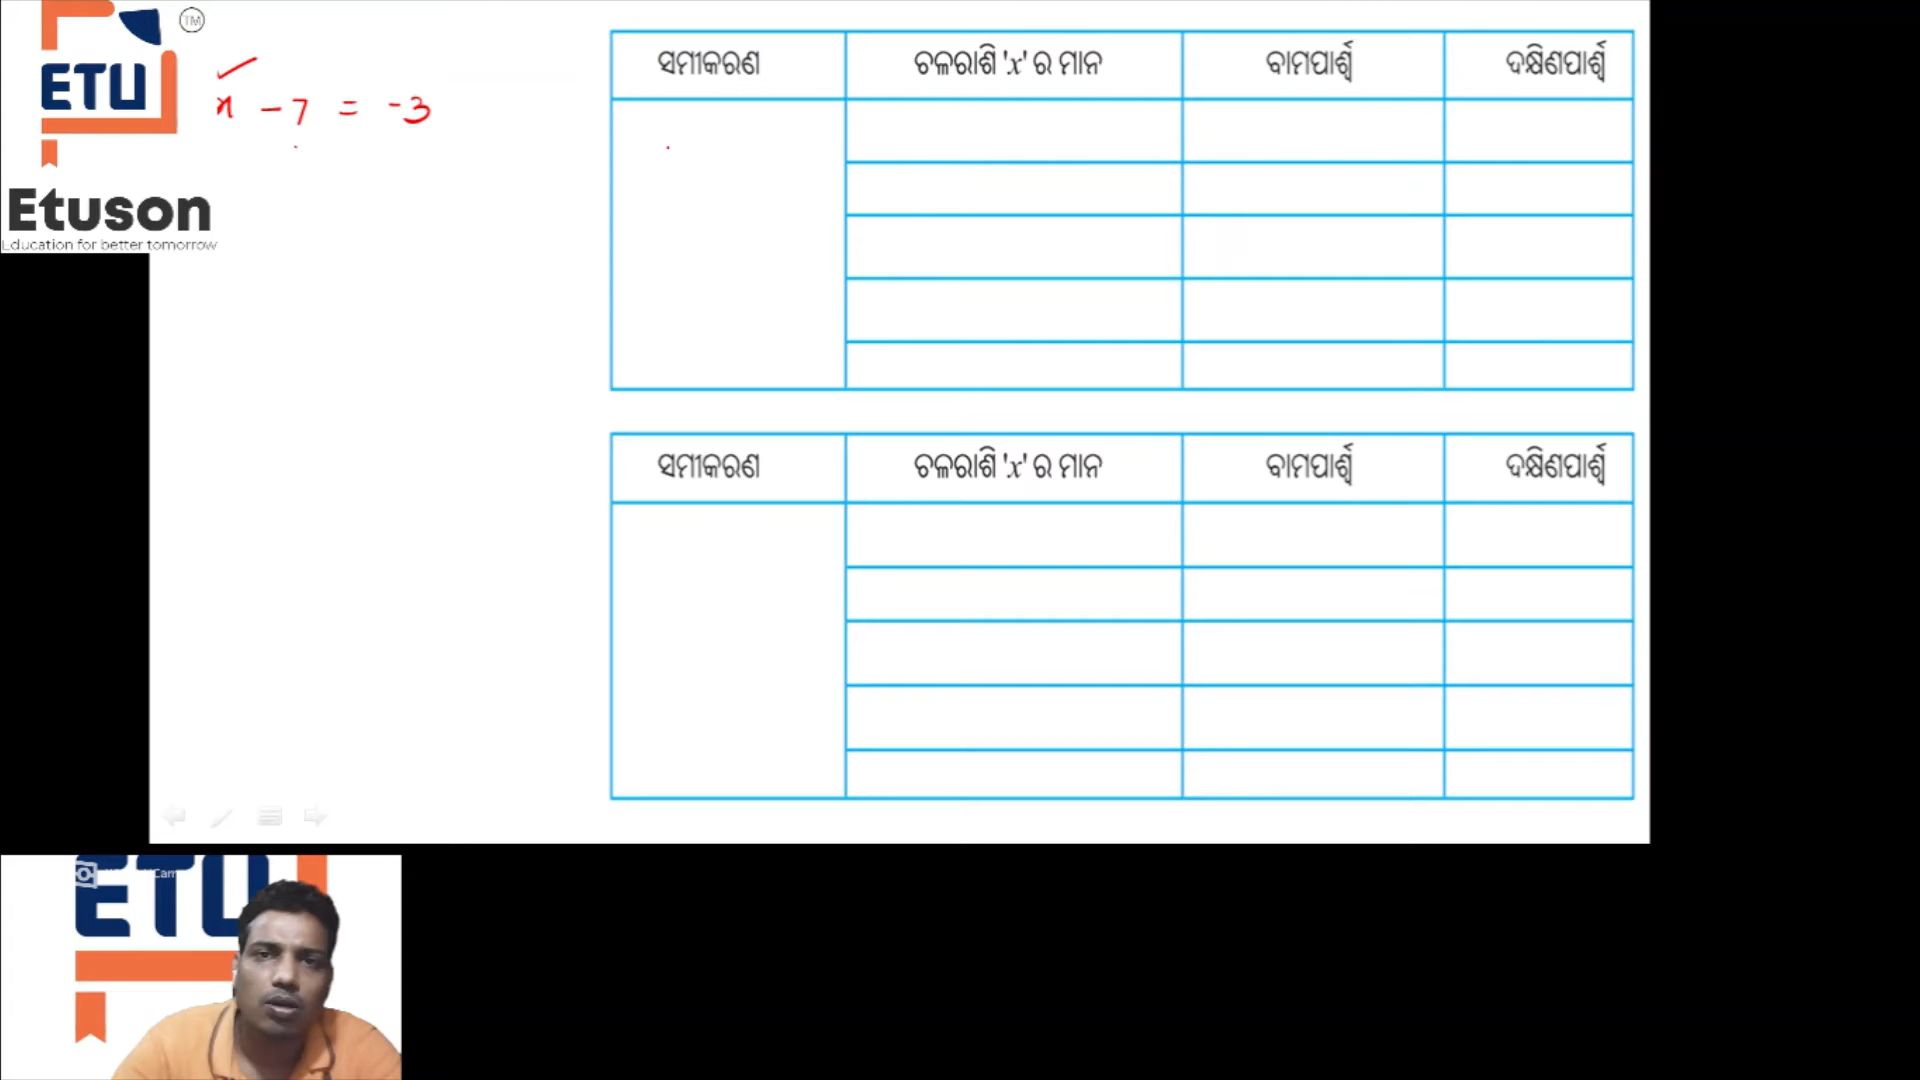 TM
ETU
x - 7 = -3
Etuson
Education for better tomorrow
ସମୀକରଣ ଚଳରାଶି 'x' ର ମାନ ବାମପାର୍ଶ୍ୱ ଦକ୍ଷିଣପାର୍ଶ୍ୱ
ସମୀକରଣ ଚଳରାଶି 'x' ର ମାନ ବାମପାର୍ଶ୍ୱ ଦକ୍ଷିଣପାର୍ଶ୍ୱ
ETU